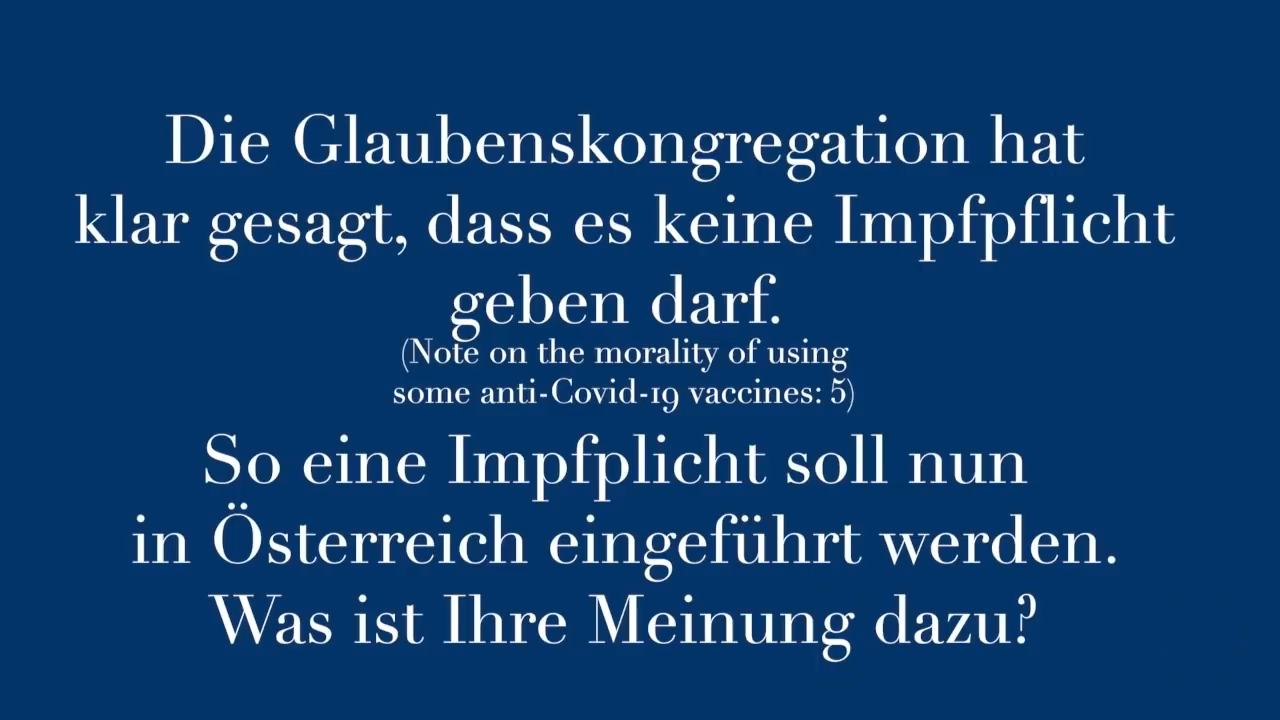 Die Glaubenskongregation hat
klar gesagt, dass es keine Impfpflicht
geben darf.
(Note on the morality of using
some anti-Covid-19 vaccines: 5)
So eine Impfplicht soll nun
in Österreich eingeführt werden.
Was ist Ihre Meinung dazu?